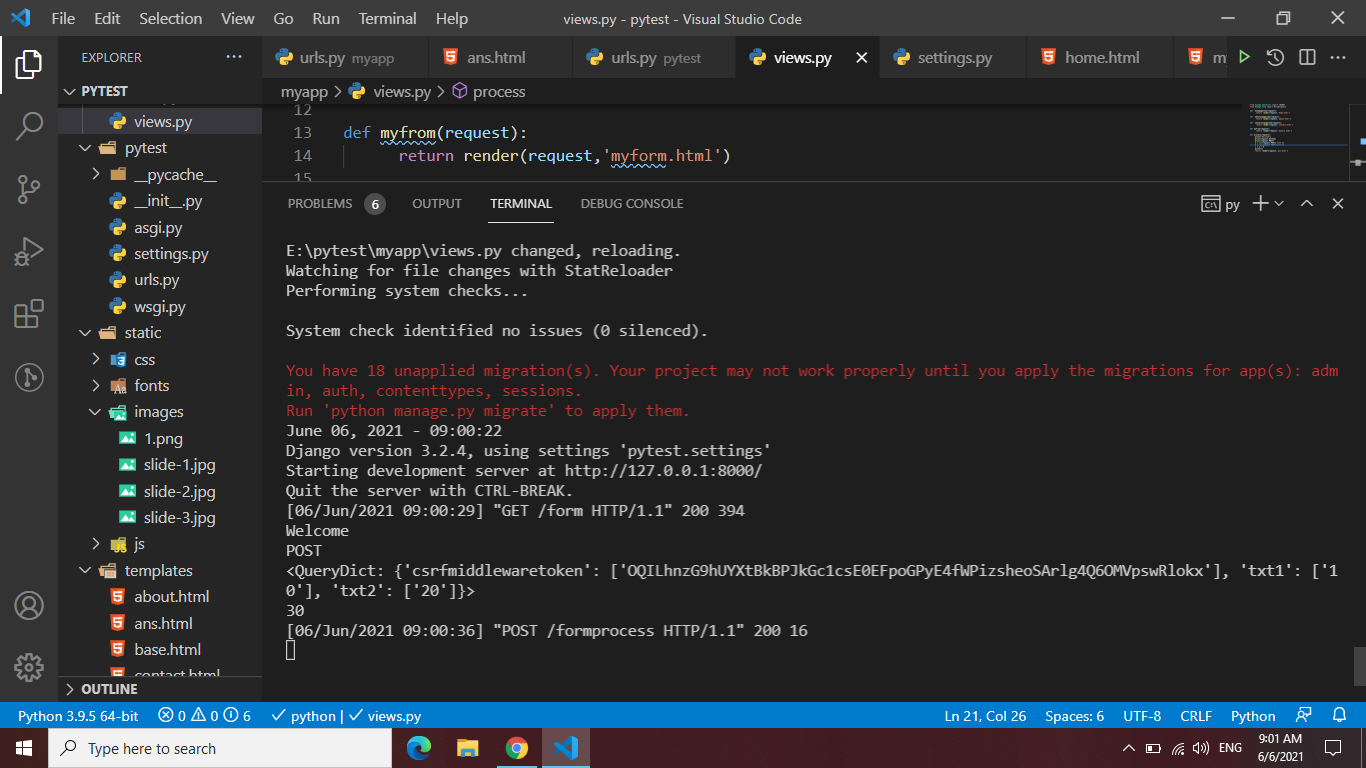 File Edit Selection View Go Run Terminal Help views.py - pytest - Visual Studio Code
EXPLORER
urls.py myapp ans.html urls.py pytest views.py settings.py home.html
PYTEST
myapp > views.py > process
views.py
pytest
__pycache__
__init__.py
asgi.py
settings.py
urls.py
wsgi.py
static
css
fonts
images
1.png
slide-1.jpg
slide-2.jpg
slide-3.jpg
js
templates
about.html
ans.html
base.html
contact.html
OUTLINE
12
13 def myfrom(request):
14 return render(request,'myform.html')
15
PROBLEMS 6 OUTPUT TERMINAL DEBUG CONSOLE py
E:\pytest\myapp\views.py changed, reloading.
Watching for file changes with StatReloader
Performing system checks...
System check identified no issues (0 silenced).
You have 18 unapplied migration(s). Your project may not work properly until you apply the migrations for app(s): adm
in, auth, contenttypes, sessions.
Run 'python manage.py migrate' to apply them.
June 06, 2021 - 09:00:22
Django version 3.2.4, using settings 'pytest.settings'
Starting development server at http://127.0.0.1:8000/
Quit the server with CTRL-BREAK.
[06/Jun/2021 09:00:29] "GET /form HTTP/1.1" 200 394
Welcome
POST
<QueryDict: {'csrfmiddlewaretoken': ['OQILhnzG9hUYXtBkBPJkGc1csE0EFpoGPyE4fWPizsheoSArlg4Q6OMVpswRlokx'], 'txt1': ['1
0'], 'txt2': ['20']}>
30
[06/Jun/2021 09:00:36] "POST /formprocess HTTP/1.1" 200 16
Python 3.9.5 64-bit 0 0 6 python | views.py Ln 21, Col 26 Spaces: 6 UTF-8 CRLF Python
Type here to search
ENG
9:01 AM
6/6/2021